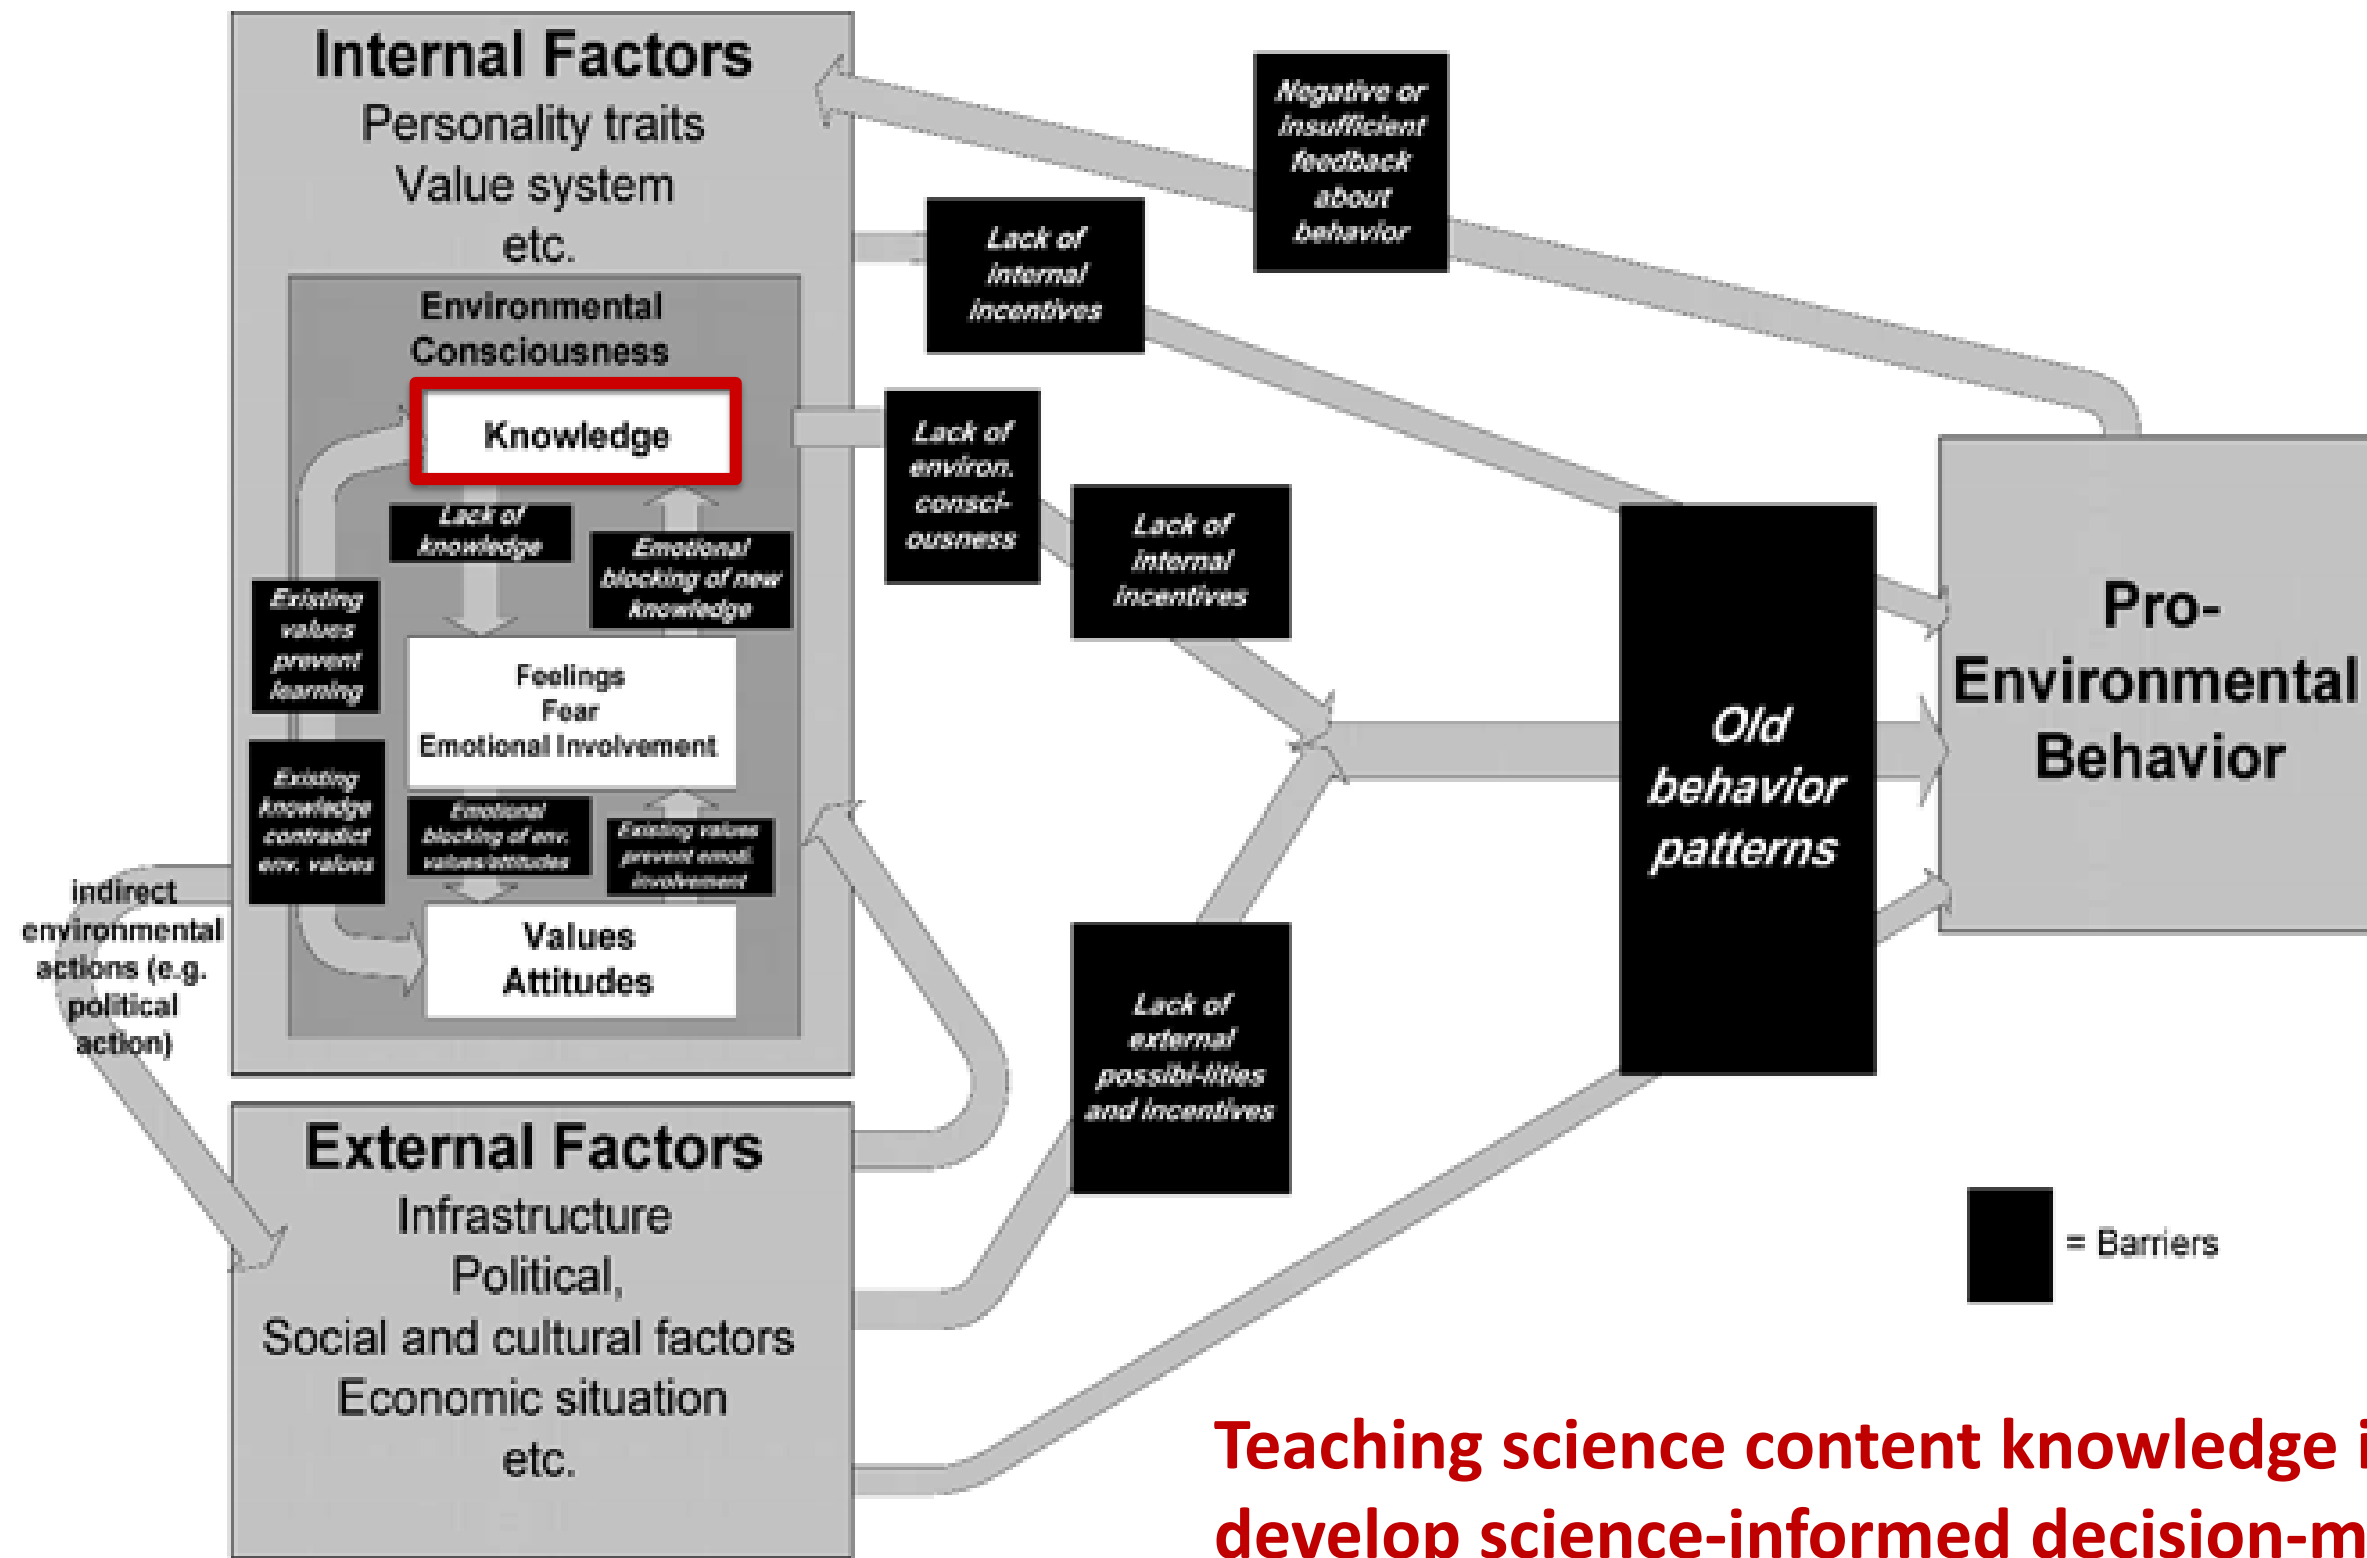 Internal Factors
Personality traits
Value system
etc.
Environmental
Consciousness
Knowledge
Lack of
knowledge
Emotional
blocking of new
knowledge
Existing
values
prevent
learning
Feelings
Fear
Emotional Involvement
Existing
knowledge
contradict
env. values
Emotional
blocking of env.
values/attitudes
Existing values
prevent emot.
involvement
Values
Attitudes
indirect
environmental
actions (e.g.
political
action)
External Factors
Infrastructure
Political,
Social and cultural factors
Economic situation
etc.
Negative or
insufficient
feedback
about
behavior
Lack of
internal
incentives
Lack of
environ.
consci-
ousness
Lack of
internal
incentives
Lack of
external
possibi-lities
and incentives
Old
behavior
patterns
Pro-
Environmental
Behavior
= Barriers
Teaching science content knowledge i
develop science-informed decision-m